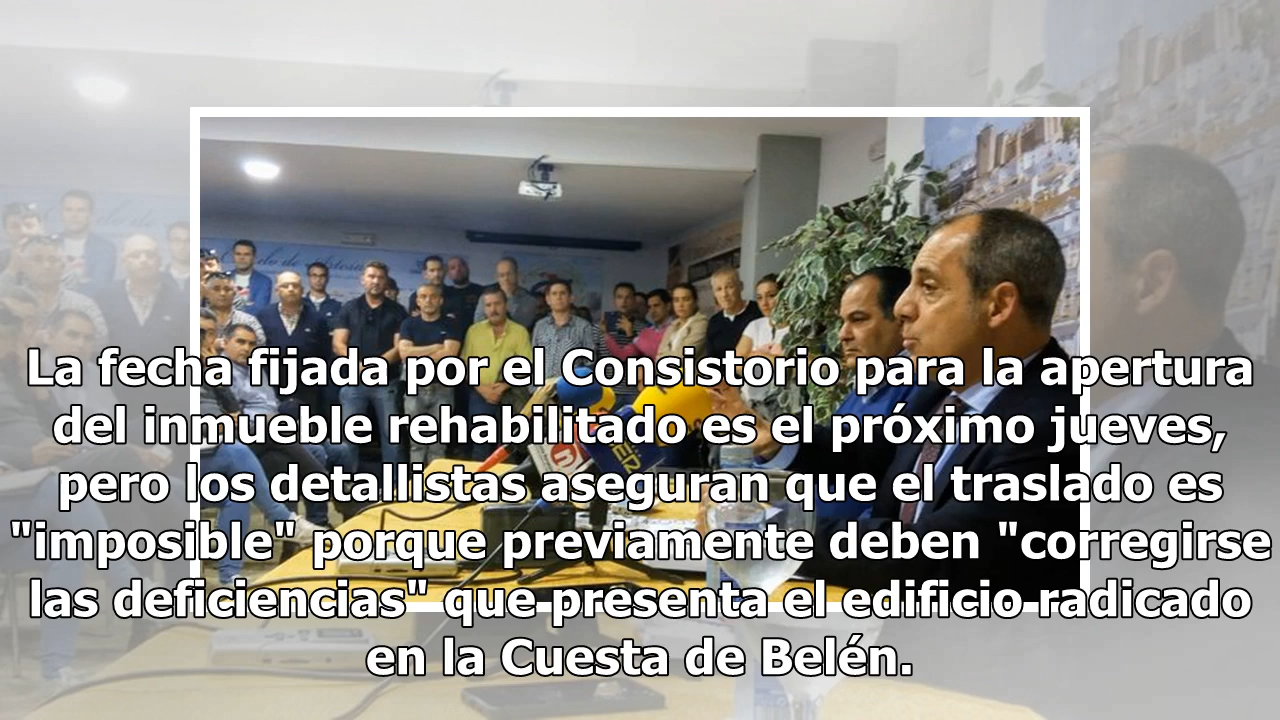 La fecha fijada por el Consistorio para la apertura
del inmueble rehabilitado es el próximo jueves,
pero los detallistas aseguran que el traslado es
"imposible" porque previamente deben "corregirse
las deficiencias" que presenta el edificio radicado
en la Cuesta de Belén.